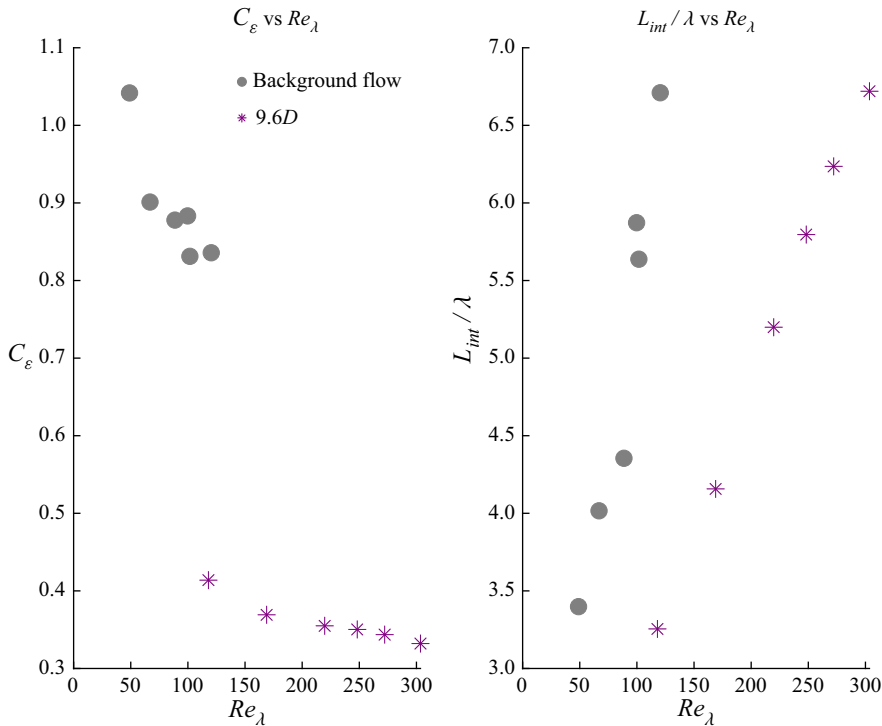 C_ε vs Re_λ
1.1
1.0
0.9
0.8
0.7
0.6
0.5
0.4
0.3
C_ε
Background flow
9.6D
0 50 100 150 200 250 300
Re_λ
L_int / λ vs Re_λ
7.0
6.5
6.0
5.5
5.0
4.5
4.0
3.5
3.0
L_int / λ
0 50 100 150 200 250 300
Re_λ